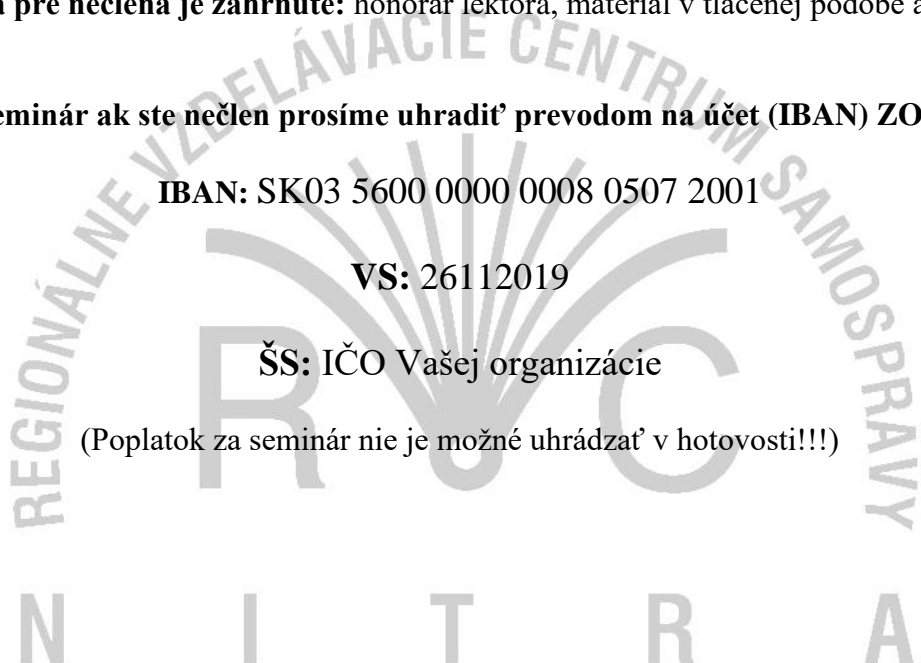 pre nečlena je zahrnuté: honorár lektora, materiál v tlačenej podobe a
REGIONÁLNE VZDELÁVACIE CENTRUM SAMOSPRAVY
seminár ak ste nečlen prosíme uhradiť prevodom na účet (IBAN) ZO
IBAN: SK03 5600 0000 0008 0507 2001
VS: 26112019
ŠS: IČO Vašej organizácie
(Poplatok za seminár nie je možné uhrádzať v hotovosti!!!)
R V C
N I T R A